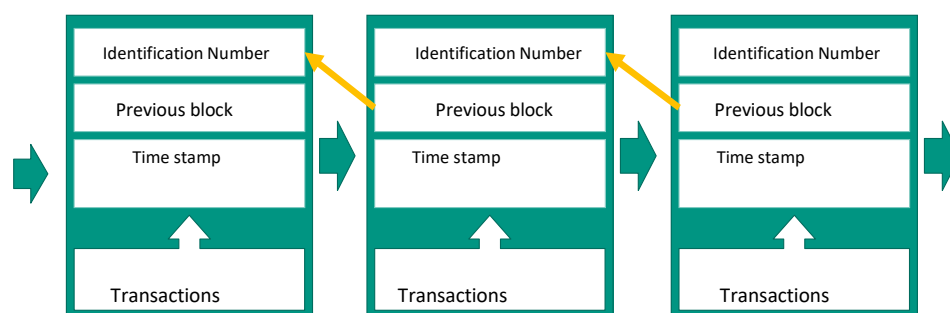 Identification Number
Previous block
Time stamp
Transactions
Identification Number
Previous block
Time stamp
Transactions
Identification Number
Previous block
Time stamp
Transactions